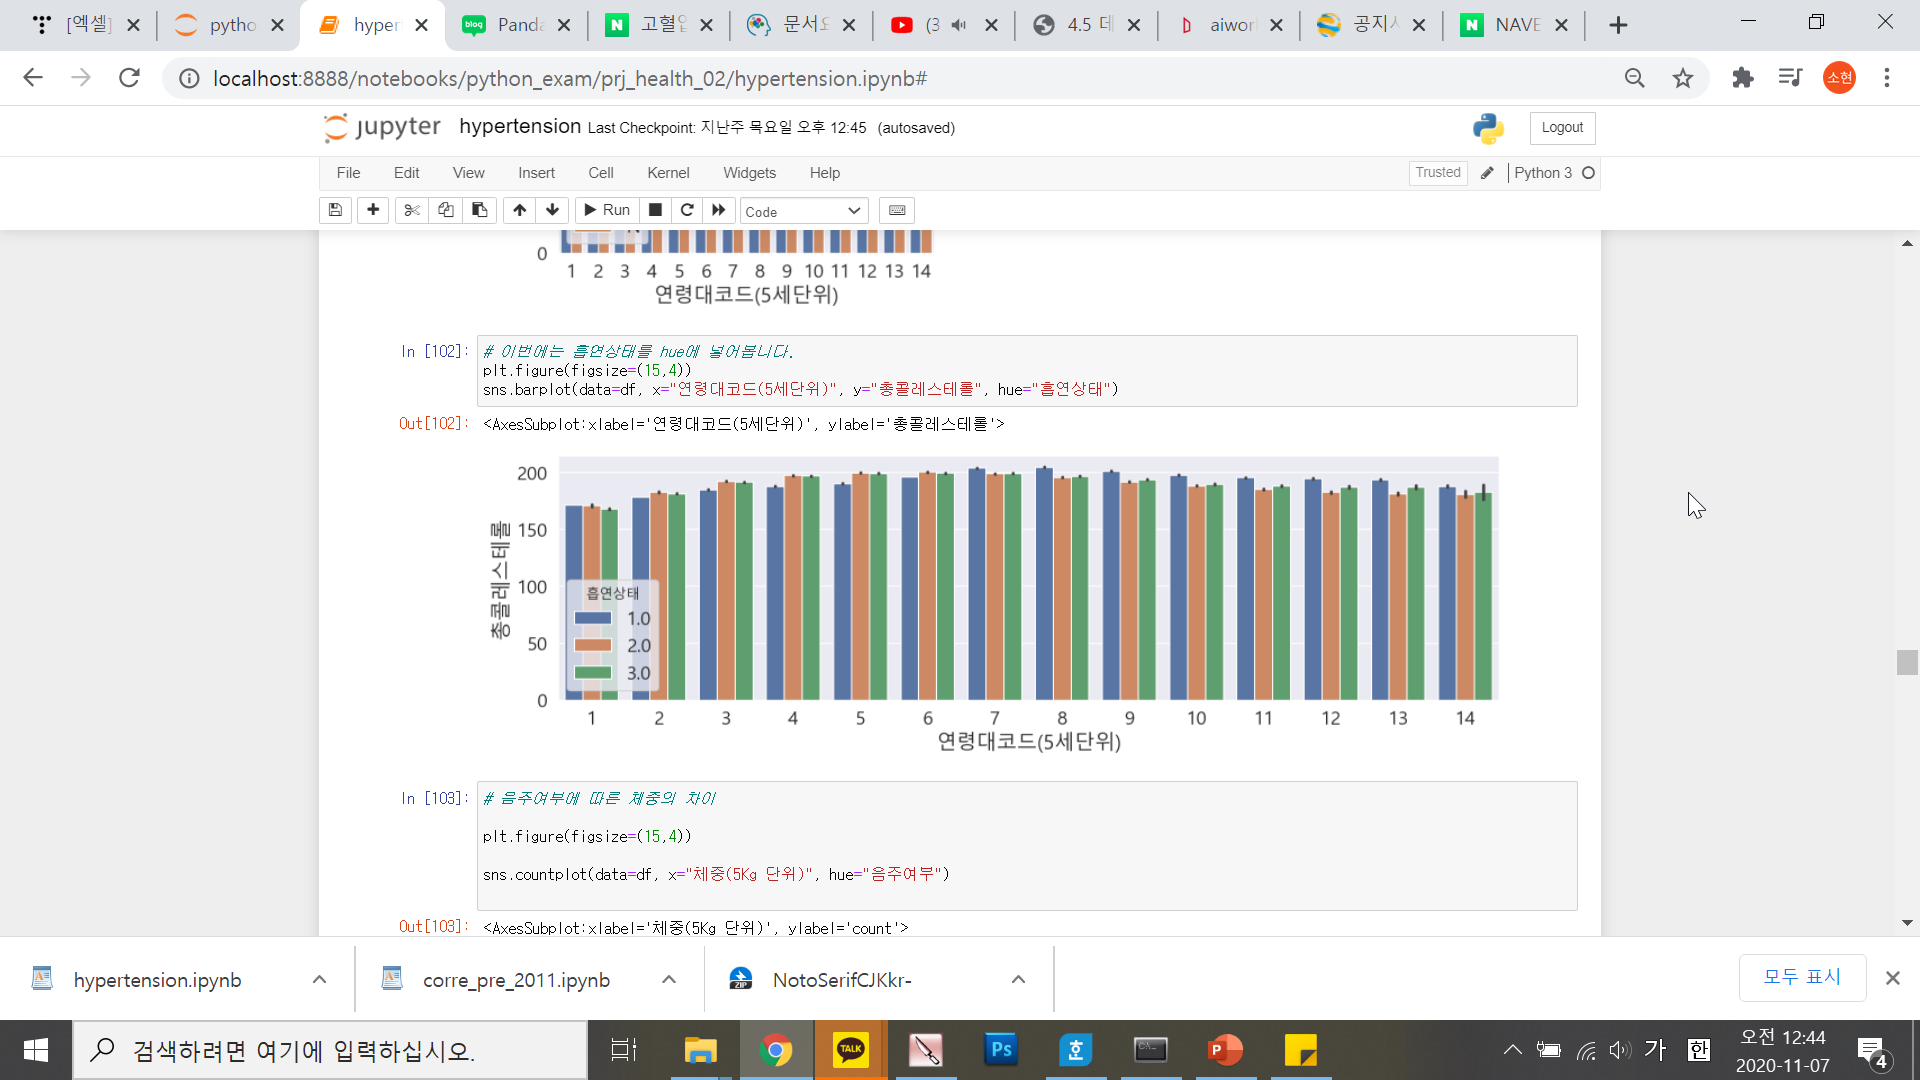 [엑셀]
pytho
hyper
Panda
고혈압
문서요
(3
4.5 데
aiwor
공지사
NAVE
localhost:8888/notebooks/python_exam/prj_health_02/hypertension.ipynb#
소현
jupyter hypertension Last Checkpoint: 지난주 목요일 오후 12:45 (autosaved)
Logout
File Edit View Insert Cell Kernel Widgets Help
Trusted
Python 3
Run
Code
0
1 2 3 4 5 6 7 8 9 10 11 12 13 14
연령대코드(5세단위)
In [102]:
# 이번에는 흡연상태를 hue에 넣어봅니다.
plt.figure(figsize=(15,4))
sns.barplot(data=df, x="연령대코드(5세단위)", y="총콜레스테롤", hue="흡연상태")
Out[102]:
<AxesSubplot:xlabel='연령대코드(5세단위)', ylabel='총콜레스테롤'>
200
150
100
50
0
총콜레스테롤
흡연상태
1.0
2.0
3.0
1 2 3 4 5 6 7 8 9 10 11 12 13 14
연령대코드(5세단위)
In [103]:
# 음주여부에 따른 체중의 차이
plt.figure(figsize=(15,4))
sns.countplot(data=df, x="체중(5Kg 단위)", hue="음주여부")
Out[103]:
<AxesSubplot:xlabel='체중(5Kg 단위)', ylabel='count'>
hypertension.ipynb
corre_pre_2011.ipynb
NotoSerifCJKkr-
모두 표시
검색하려면 여기에 입력하십시오.
TALK
Ps
호
P
가
한
오전 12:44
2020-11-07
4